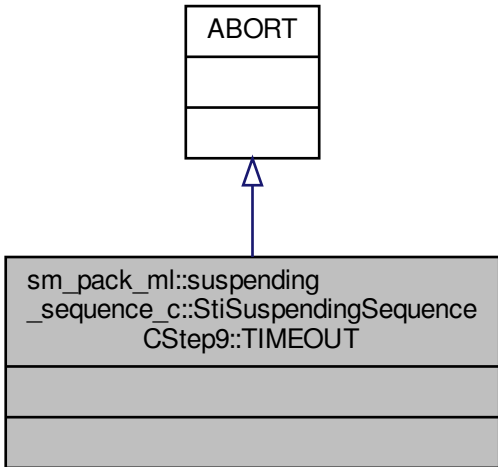 ABORT
sm_pack_ml::suspending
_sequence_c::StiSuspendingSequence
CStep9::TIMEOUT